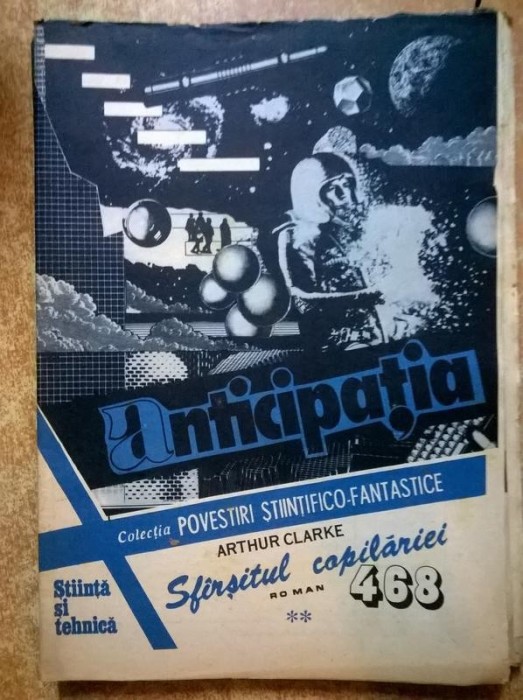 Anticipația
Colecția POVESTIRI ȘTIINȚIFICO-FANTASTICE
ARTHUR CLARKE
Sfîrșitul copilăriei
ROMAN
468
**
Știință
și
tehnică